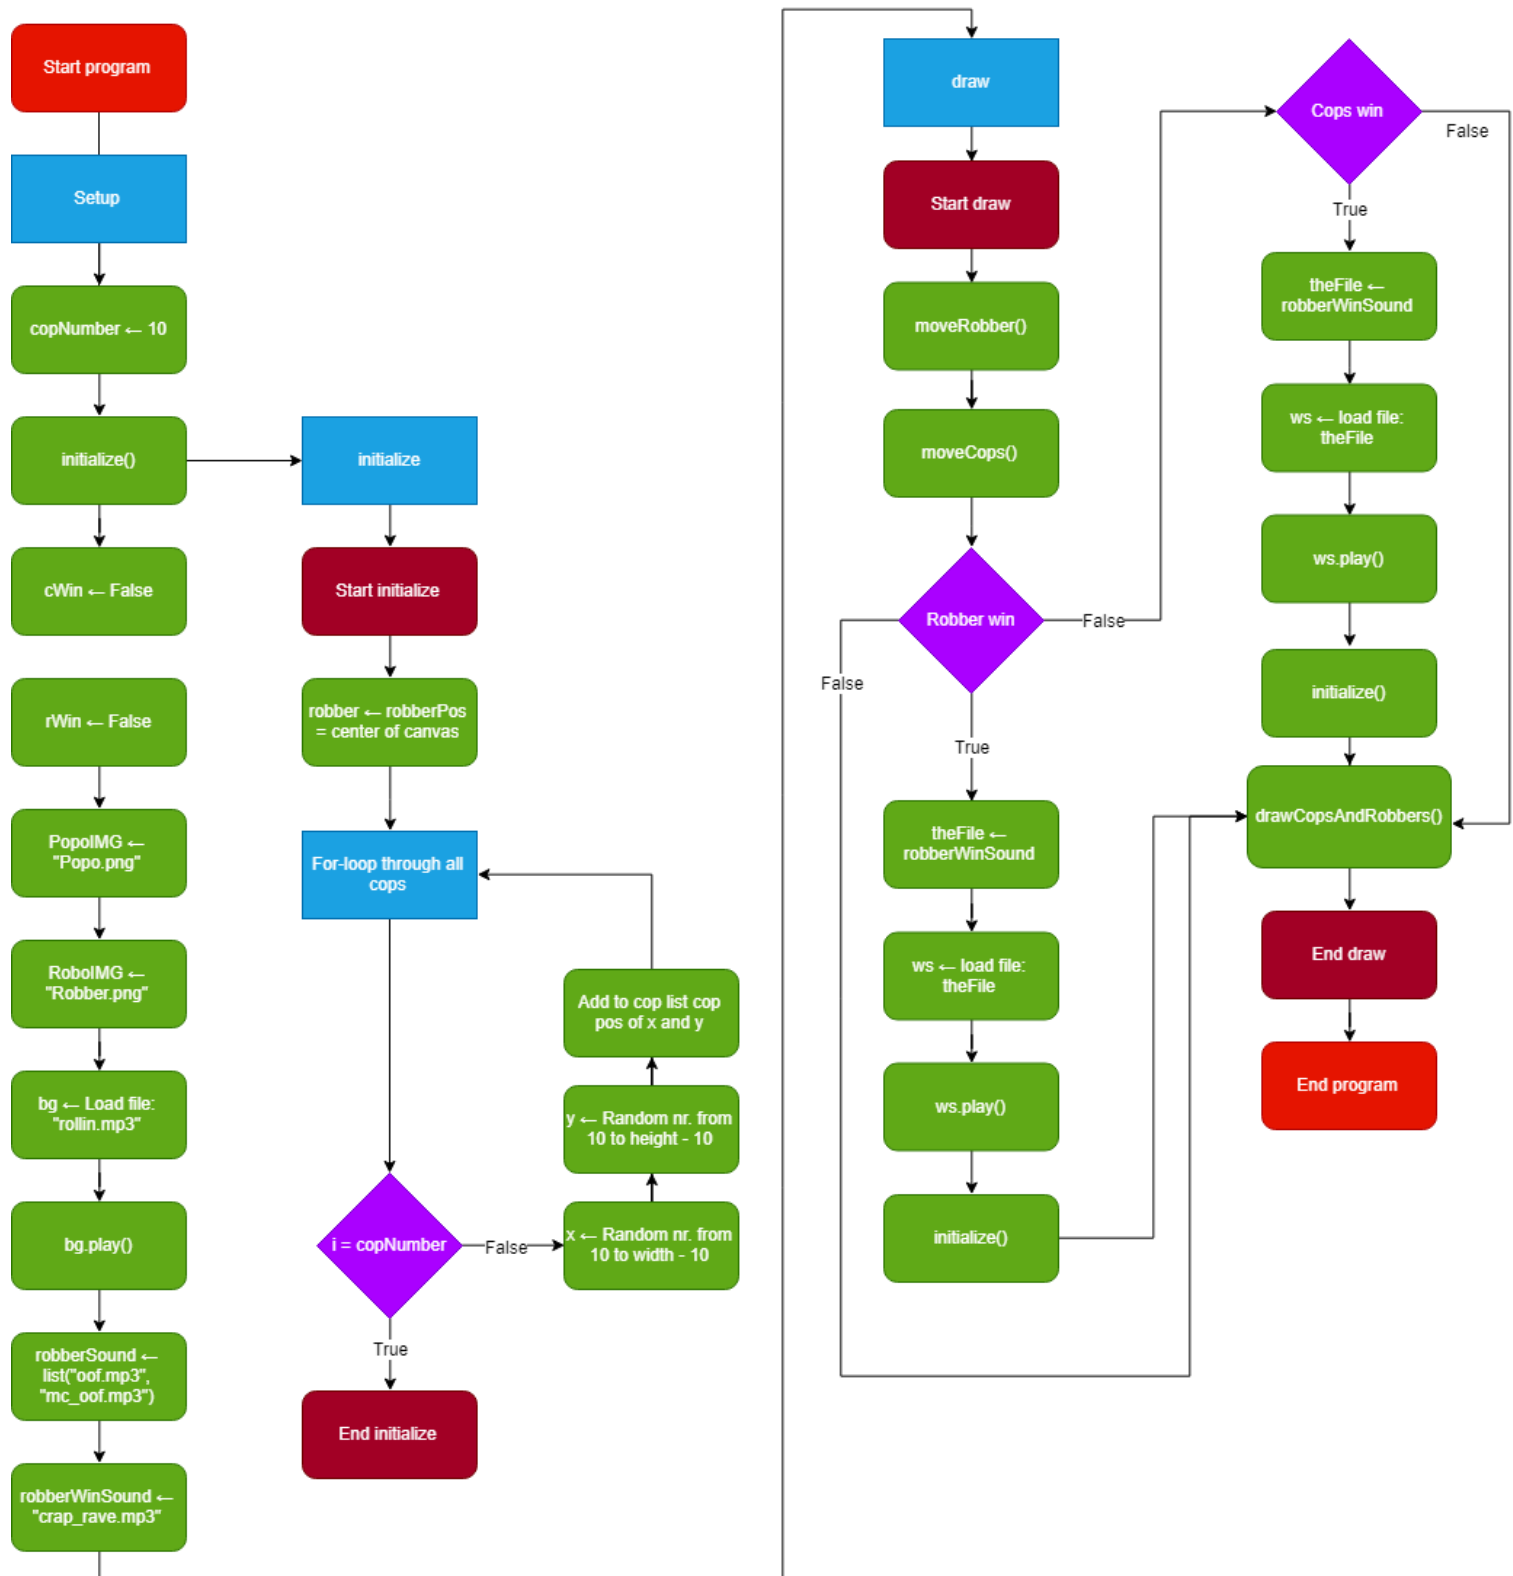 Start program
Setup
copNumber ← 10
initialize()
cWin ← False
rWin ← False
PopoIMG ←
"Popo.png"
RoboIMG ←
"Robber.png"
bg ← Load file:
"rollin.mp3"
bg.play()
robberSound ←
list("oof.mp3",
"mc_oof.mp3")
robberWinSound ←
"crap_rave.mp3"
initialize
Start initialize
robber ← robberPos
= center of canvas
For-loop through all
cops
i = copNumber
False
x ← Random nr. from
10 to width - 10
y ← Random nr. from
10 to height - 10
Add to cop list cop
pos of x and y
True
End initialize
draw
Start draw
moveRobber()
moveCops()
Robber win
False
False
True
theFile ←
robberWinSound
ws ← load file:
theFile
ws.play()
initialize()
Cops win
False
True
theFile ←
robberWinSound
ws ← load file:
theFile
ws.play()
initialize()
drawCopsAndRobbers()
End draw
End program